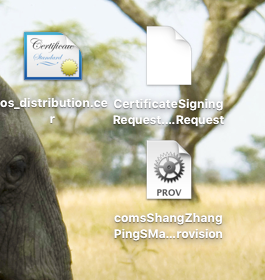 Certificate
Standard
os_distribution.ce
r
CertificateSigning
Request....Request
PROV
comsShangZhang
PingSMa...rovision